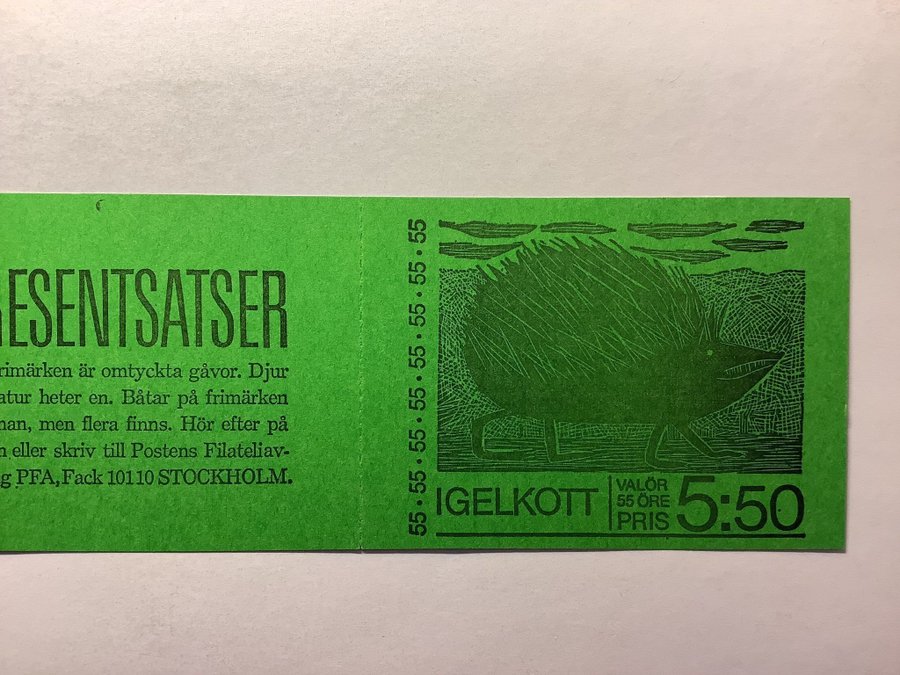 ESENTSATSER
rimärken är omtyckta gåvor. Djur
atur heter en. Båtar på frimärken
nan, men flera finns. Hör efter på
n eller skriv till Postens Filateliav-
g PFA, Fack 101 10 STOCKHOLM.
55 · 55 · 55 · 55 · 55 · 55 · 55 · 55
IGELKOTT
VALÖR
55 ÖRE
PRIS
5:50